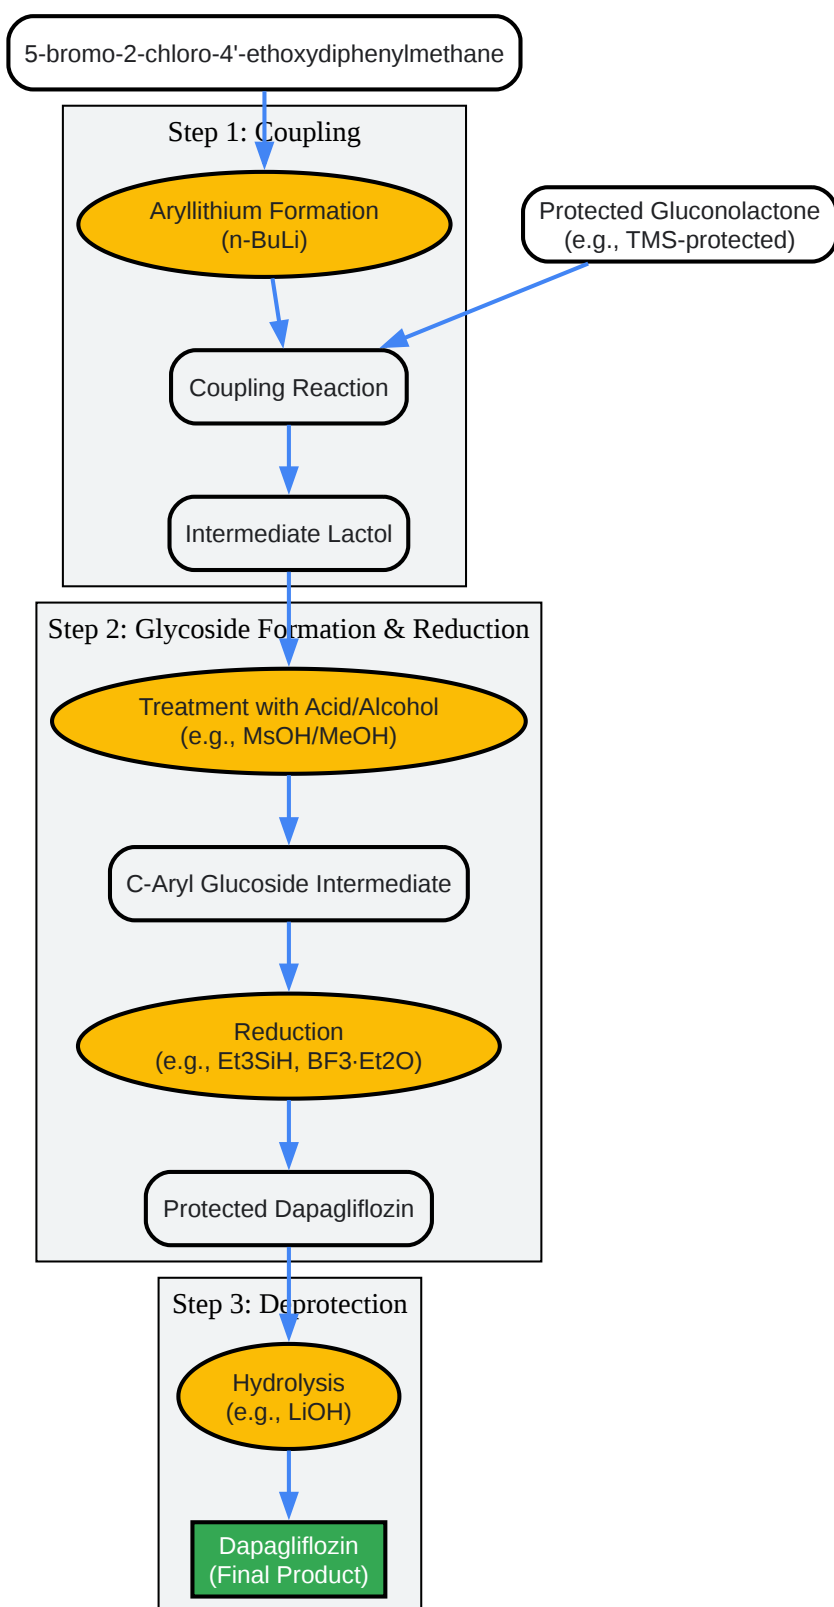 5-bromo-2-chloro-4'-ethoxydiphenylmethane
Step 1: Coupling
Aryllithium Formation
(n-BuLi)
Protected Gluconolactone
(e.g., TMS-protected)
Coupling Reaction
Intermediate Lactol
Step 2: Glycoside Formation & Reduction
Treatment with Acid/Alcohol
(e.g., MsOH/MeOH)
C-Aryl Glucoside Intermediate
Reduction
(e.g., Et3SiH, BF3·Et2O)
Protected Dapagliflozin
Step 3: Deprotection
Hydrolysis
(e.g., LiOH)
Dapagliflozin
(Final Product)